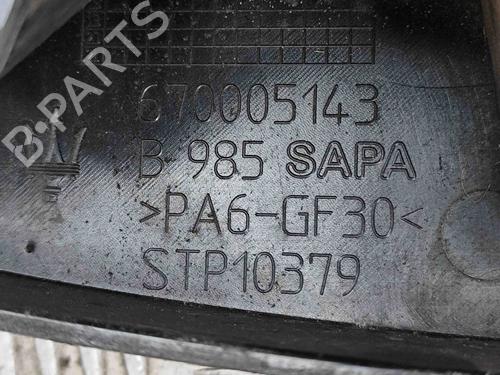 670005143
B 985 SAPA
>PA6-GF30<
STP10379
B-PARTS